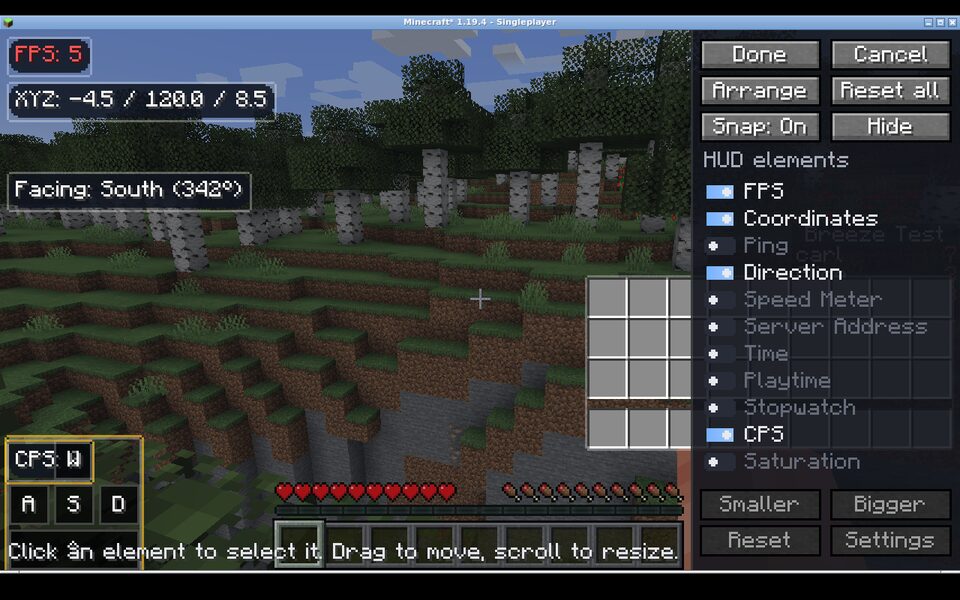 Minecraft* 1.19.4 - Singleplayer
FPS: 5
XYZ: -4.5 / 120.0 / 8.5
Facing: South (342°)
CPS: W
A S D
Click an element to select it. Drag to move, scroll to resize.
Done Cancel
Arrange Reset all
Snap: On Hide
HUD elements
FPS
Coordinates
Ping
Direction
Speed Meter
Server Address
Time
Playtime
Stopwatch
CPS
Saturation
Breeze Test
carl
Smaller Bigger
Reset Settings